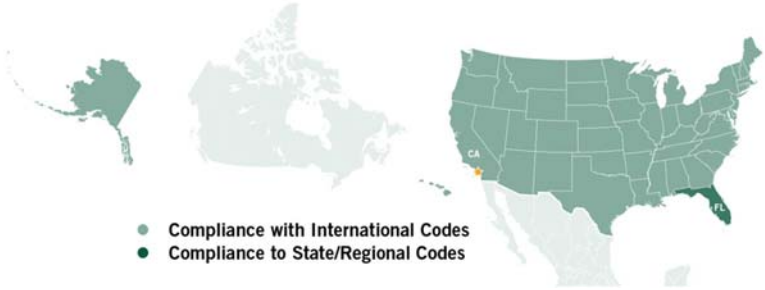 CA
FL
Compliance with International Codes
Compliance to State/Regional Codes